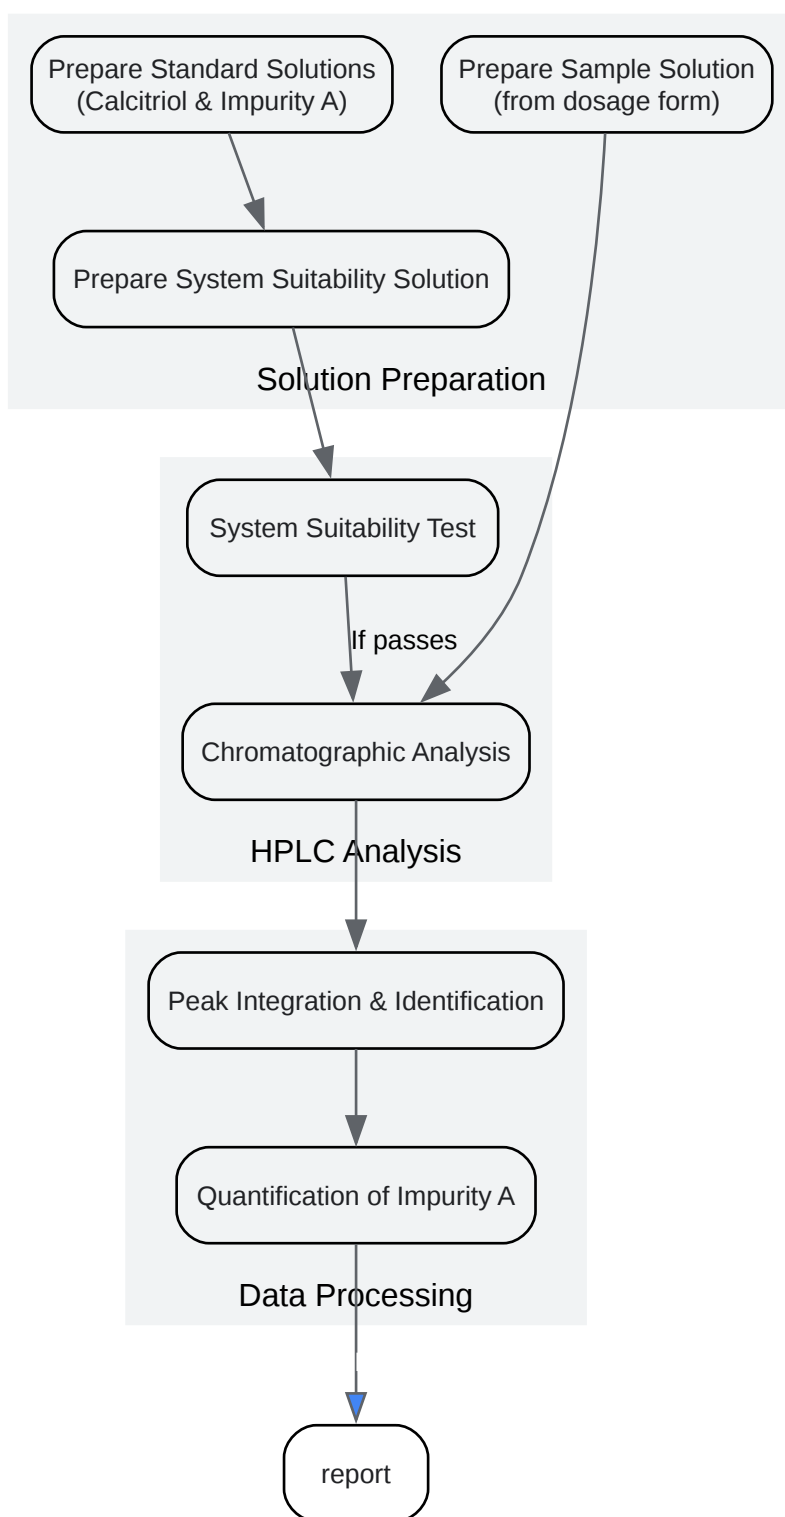 Prepare Standard Solutions
(Calcitriol & Impurity A)
Prepare Sample Solution
(from dosage form)
Prepare System Suitability Solution
Solution Preparation
System Suitability Test
If passes
Chromatographic Analysis
HPLC Analysis
Peak Integration & Identification
Quantification of Impurity A
Data Processing
report